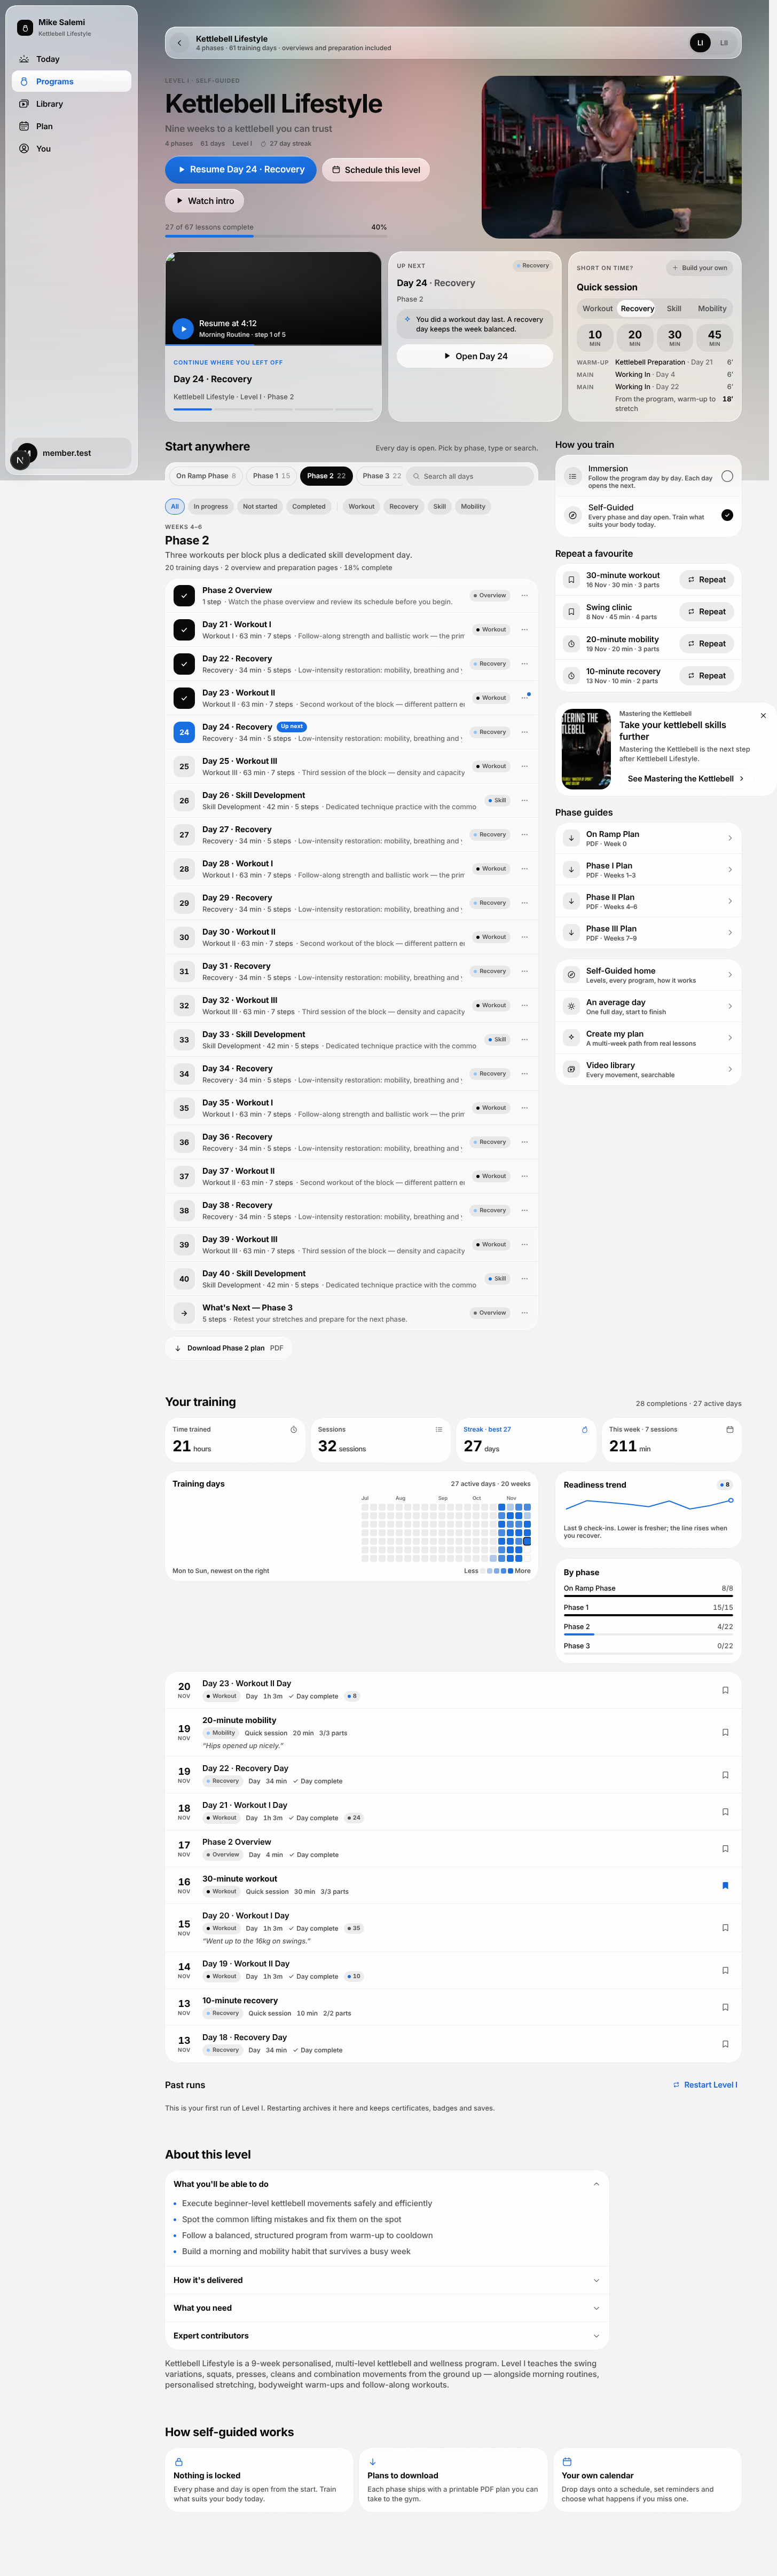 Mike Salemi
Kettlebell Lifestyle
Today
Programs
Library
Plan
You
member.test
Kettlebell Lifestyle
4 phases · 61 training days · overviews and preparation included
LI
LII
LEVEL I · SELF-GUIDED
Kettlebell Lifestyle
Nine weeks to a kettlebell you can trust
4 phases 61 days Level I 27 day streak
Resume Day 24 · Recovery
Schedule this level
Watch intro
27 of 67 lessons complete 40%
Resume at 4:12
Morning Routine · step 1 of 5
CONTINUE WHERE YOU LEFT OFF
Day 24 · Recovery
Kettlebell Lifestyle · Level I · Phase 2
UP NEXT
Recovery
Day 24 · Recovery
Phase 2
You did a workout day last. A recovery
day keeps the week balanced.
Open Day 24
SHORT ON TIME?
Build your own
Quick session
Workout Recovery Skill Mobility
10 MIN
20 MIN
30 MIN
45 MIN
WARM-UP Kettlebell Preparation · Day 21 6'
MAIN Working In · Day 4 6'
MAIN Working In · Day 22 6'
From the program, warm-up to 18'
stretch
Start anywhere
Every day is open. Pick by phase, type or search.
On Ramp Phase 8
Phase 1 15
Phase 2 22
Phase 3 22
Search all days
All In progress Not started Completed Workout Recovery Skill Mobility
WEEKS 4–6
Phase 2
Three workouts per block plus a dedicated skill development day.
20 training days · 2 overview and preparation pages · 18% complete
Phase 2 Overview
1 step · Watch the phase overview and review its schedule before you begin.
Overview
Day 21 · Workout I
Workout I · 63 min · 7 steps · Follow-along strength and ballistic work — the prim
Workout
Day 22 · Recovery
Recovery · 34 min · 5 steps · Low-intensity restoration: mobility, breathing and
Recovery
Day 23 · Workout II
Workout II · 63 min · 7 steps · Second workout of the block — different pattern e
Workout
24
Day 24 · Recovery Up next
Recovery · 34 min · 5 steps · Low-intensity restoration: mobility, breathing and
Recovery
25
Day 25 · Workout III
Workout III · 63 min · 7 steps · Third session of the block — density and capacity
Workout
26
Day 26 · Skill Development
Skill Development · 42 min · 5 steps · Dedicated technique practice with the commo
Skill
27
Day 27 · Recovery
Recovery · 34 min · 5 steps · Low-intensity restoration: mobility, breathing and
Recovery
28
Day 28 · Workout I
Workout I · 63 min · 7 steps · Follow-along strength and ballistic work — the prim
Workout
29
Day 29 · Recovery
Recovery · 34 min · 5 steps · Low-intensity restoration: mobility, breathing and
Recovery
30
Day 30 · Workout II
Workout II · 63 min · 7 steps · Second workout of the block — different pattern e
Workout
31
Day 31 · Recovery
Recovery · 34 min · 5 steps · Low-intensity restoration: mobility, breathing and
Recovery
32
Day 32 · Workout III
Workout III · 63 min · 7 steps · Third session of the block — density and capacity
Workout
33
Day 33 · Skill Development
Skill Development · 42 min · 5 steps · Dedicated technique practice with the commo
Skill
34
Day 34 · Recovery
Recovery · 34 min · 5 steps · Low-intensity restoration: mobility, breathing and
Recovery
35
Day 35 · Workout I
Workout I · 63 min · 7 steps · Follow-along strength and ballistic work — the prim
Workout
36
Day 36 · Recovery
Recovery · 34 min · 5 steps · Low-intensity restoration: mobility, breathing and
Recovery
37
Day 37 · Workout II
Workout II · 63 min · 7 steps · Second workout of the block — different pattern e
Workout
38
Day 38 · Recovery
Recovery · 34 min · 5 steps · Low-intensity restoration: mobility, breathing and
Recovery
39
Day 39 · Workout III
Workout III · 63 min · 7 steps · Third session of the block — density and capacity
Workout
40
Day 40 · Skill Development
Skill Development · 42 min · 5 steps · Dedicated technique practice with the commo
Skill
What's Next — Phase 3
5 steps · Retest your stretches and prepare for the next phase.
Overview
Download Phase 2 plan PDF
How you train
Immersion
Follow the program day by day. Each day
opens the next.
Self-Guided
Every phase and day open. Train what
suits your body today.
Repeat a favourite
30-minute workout
16 Nov · 30 min · 3 parts
Repeat
Swing clinic
8 Nov · 45 min · 4 parts
Repeat
20-minute mobility
19 Nov · 20 min · 3 parts
Repeat
10-minute recovery
13 Nov · 10 min · 2 parts
Repeat
Mastering the Kettlebell
Take your kettlebell skills
further
Mastering the Kettlebell is the next step
after Kettlebell Lifestyle.
See Mastering the Kettlebell
Phase guides
On Ramp Plan
PDF · Week 0
Phase I Plan
PDF · Weeks 1–3
Phase II Plan
PDF · Weeks 4–6
Phase III Plan
PDF · Weeks 7–9
Self-Guided home
Levels, every program, how it works
An average day
One full day, start to finish
Create my plan
A multi-week path from real lessons
Video library
Every movement, searchable
Your training
28 completions · 27 active days
Time trained
21 hours
Sessions
32 sessions
Streak · best 27
27 days
This week · 7 sessions
211 min
Training days
27 active days · 20 weeks
Jul Aug Sep Oct Nov
Mon to Sun, newest on the right
Less More
Readiness trend
8
Last 9 check-ins. Lower is fresher; the line rises when
you recover.
By phase
On Ramp Phase 8/8
Phase 1 15/15
Phase 2 4/22
Phase 3 0/22
20 NOV
Day 23 · Workout II Day
Workout Day 1h 3m Day complete 8
19 NOV
20-minute mobility
Mobility Quick session 20 min 3/3 parts
“Hips opened up nicely.”
19 NOV
Day 22 · Recovery Day
Recovery Day 34 min Day complete
18 NOV
Day 21 · Workout I Day
Workout Day 1h 3m Day complete 24
17 NOV
Phase 2 Overview
Overview Day 4 min Day complete
16 NOV
30-minute workout
Workout Quick session 30 min 3/3 parts
15 NOV
Day 20 · Workout I Day
Workout Day 1h 3m Day complete 35
“Went up to the 16kg on swings.”
14 NOV
Day 19 · Workout II Day
Workout Day 1h 3m Day complete 10
13 NOV
10-minute recovery
Recovery Quick session 10 min 2/2 parts
13 NOV
Day 18 · Recovery Day
Recovery Day 34 min Day complete
Past runs
Restart Level I
This is your first run of Level I. Restarting archives it here and keeps certificates, badges and saves.
About this level
What you'll be able to do
Execute beginner-level kettlebell movements safely and efficiently
Spot the common lifting mistakes and fix them on the spot
Follow a balanced, structured program from warm-up to cooldown
Build a morning and mobility habit that survives a busy week
How it's delivered
What you need
Expert contributors
Kettlebell Lifestyle is a 9-week personalised, multi-level kettlebell and wellness program. Level I teaches the swing
variations, squats, presses, cleans and combination movements from the ground up — alongside morning routines,
personalised stretching, bodyweight warm-ups and follow-along workouts.
How self-guided works
Nothing is locked
Every phase and day is open from the start. Train
what suits your body today.
Plans to download
Each phase ships with a printable PDF plan you can
take to the gym.
Your own calendar
Drop days onto a schedule, set reminders and
choose what happens if you miss one.